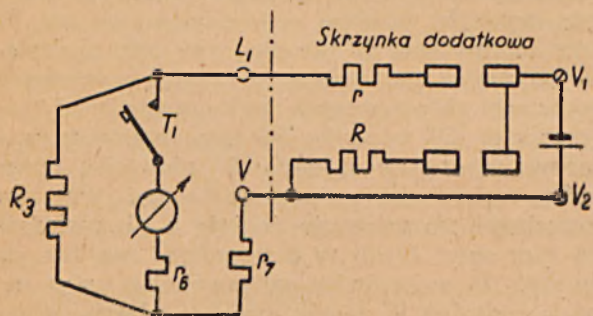 Skrzynka dodatkowa
L₁
r
V₁
T₁
R
R₃
V
V₂
r₆
r₇